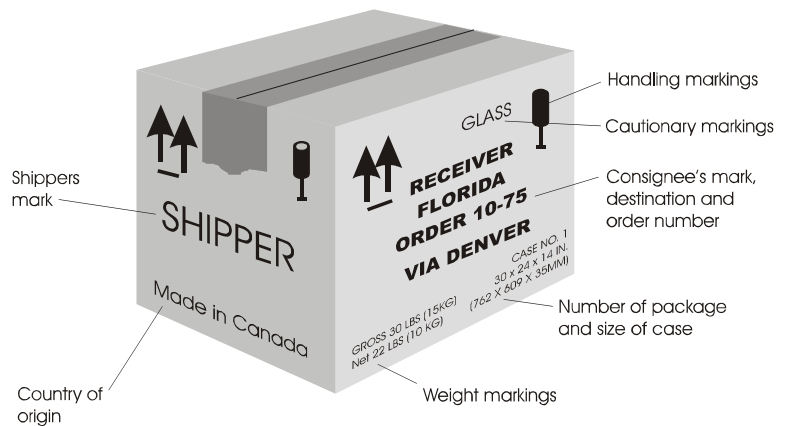 Handling markings
GLASS
Cautionary markings
RECEIVER
FLORIDA
ORDER 10-75
VIA DENVER
Consignee's mark,
destination and
order number
Shippers
mark
SHIPPER
CASE NO. 1
30 x 24 x 14 IN.
(762 X 609 X 35MM)
Made in Canada
GROSS 30 LBS (15KG)
Net 22 LBS (10 KG)
Number of package
and size of case
Country of
origin
Weight markings